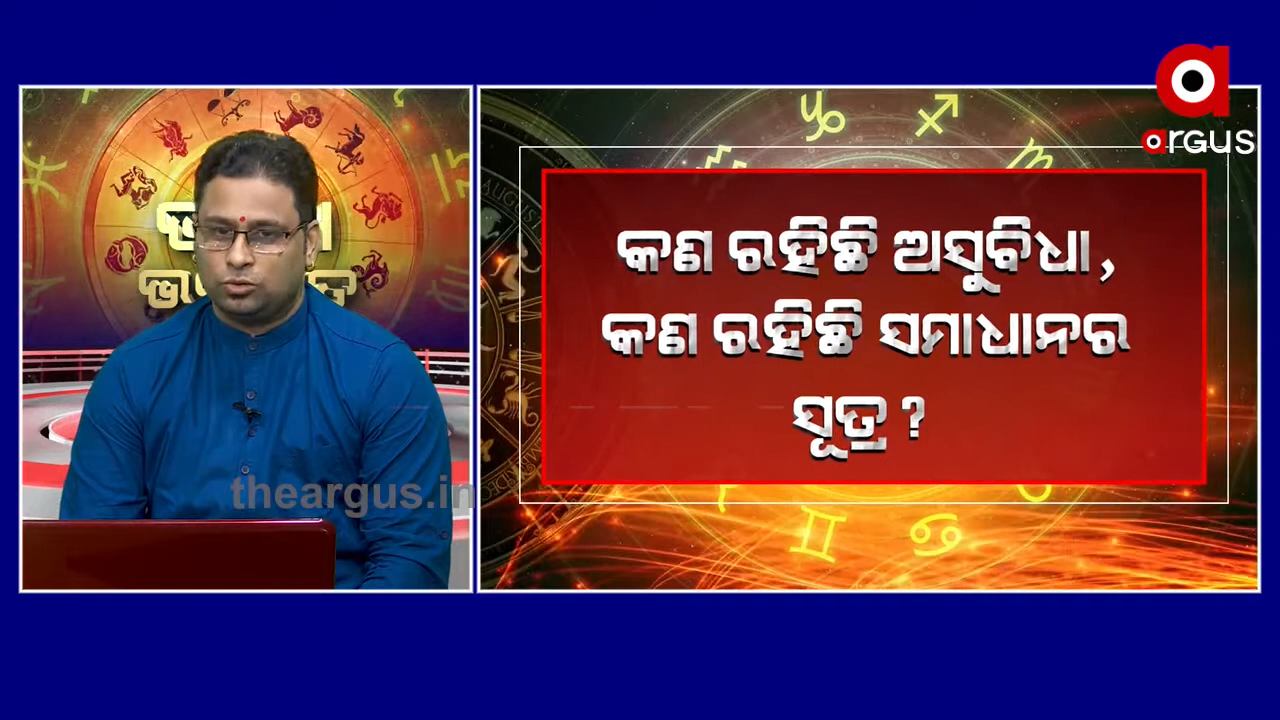 argus
କଣ ରହିଛି ଅସୁବିଧା,
କଣ ରହିଛି ସମାଧାନର
ସୂତ୍ର ?
theargus.in